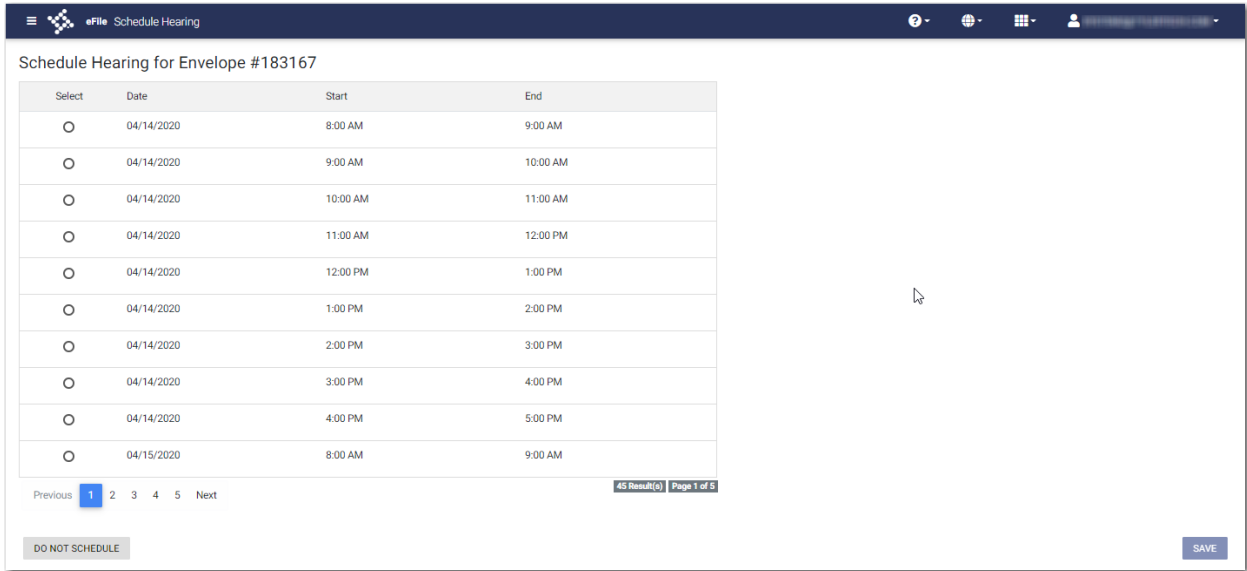 eFile Schedule Hearing
Schedule Hearing for Envelope #183167
Select Date Start End
04/14/2020 8:00 AM 9:00 AM
04/14/2020 9:00 AM 10:00 AM
04/14/2020 10:00 AM 11:00 AM
04/14/2020 11:00 AM 12:00 PM
04/14/2020 12:00 PM 1:00 PM
04/14/2020 1:00 PM 2:00 PM
04/14/2020 2:00 PM 3:00 PM
04/14/2020 3:00 PM 4:00 PM
04/14/2020 4:00 PM 5:00 PM
04/15/2020 8:00 AM 9:00 AM
Previous 1 2 3 4 5 Next 45 Result(s) Page 1 of 5
DO NOT SCHEDULE SAVE